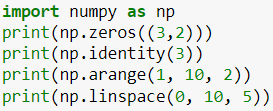 import numpy as np
print(np.zeros((3,2)))
print(np.identity(3))
print(np.arange(1, 10, 2))
print(np.linspace(0, 10, 5))